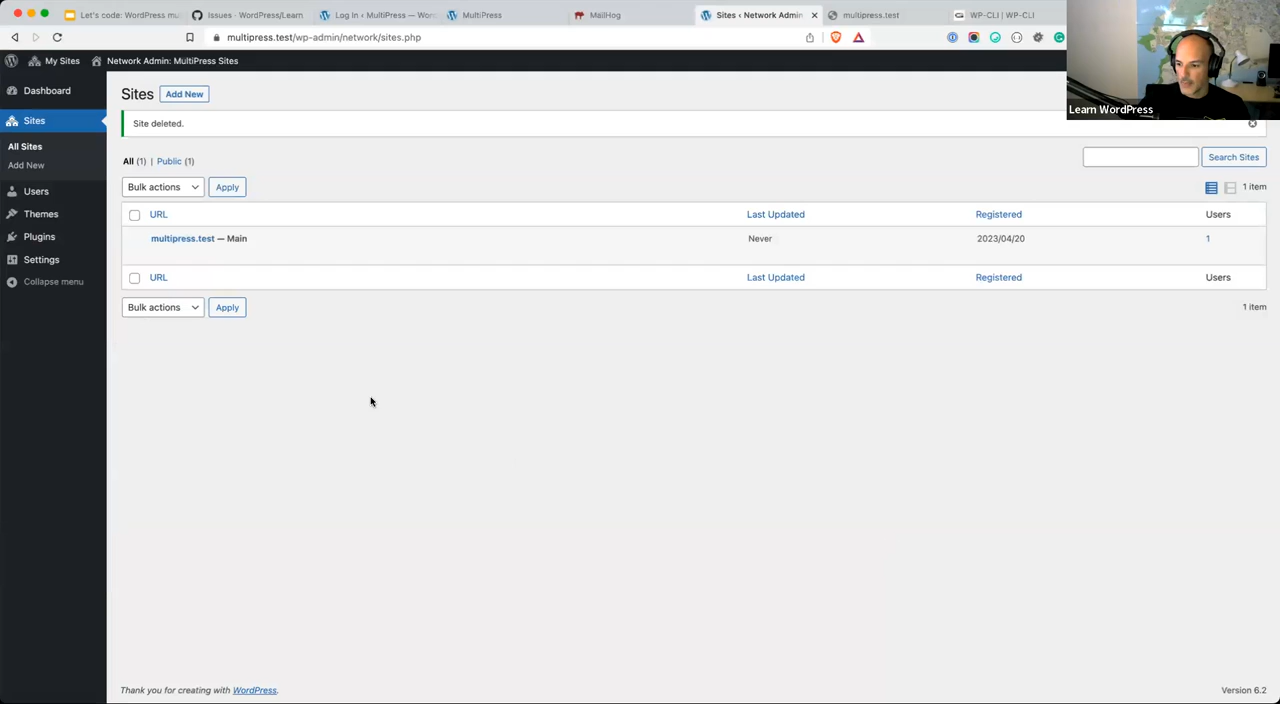 Let's code: WordPress mu
Issues · WordPress/Learn
Log In ‹ MultiPress — Wor
MultiPress
MailHog
Sites ‹ Network Admin:
multipress.test/
WP-CLI | WP-CLI
multipress.test/wp-admin/network/sites.php
My Sites
Network Admin: MultiPress Sites
Learn WordPress
Dashboard
Sites
All Sites
Add New
Users
Themes
Plugins
Settings
Collapse menu
Sites
Add New
Site deleted.
All (1) | Public (1)
Search Sites
Bulk actions
Apply
1 item
URL
Last Updated
Registered
Users
multipress.test — Main
Never
2023/04/20
1
URL
Last Updated
Registered
Users
Bulk actions
Apply
1 item
Thank you for creating with WordPress.
Version 6.2